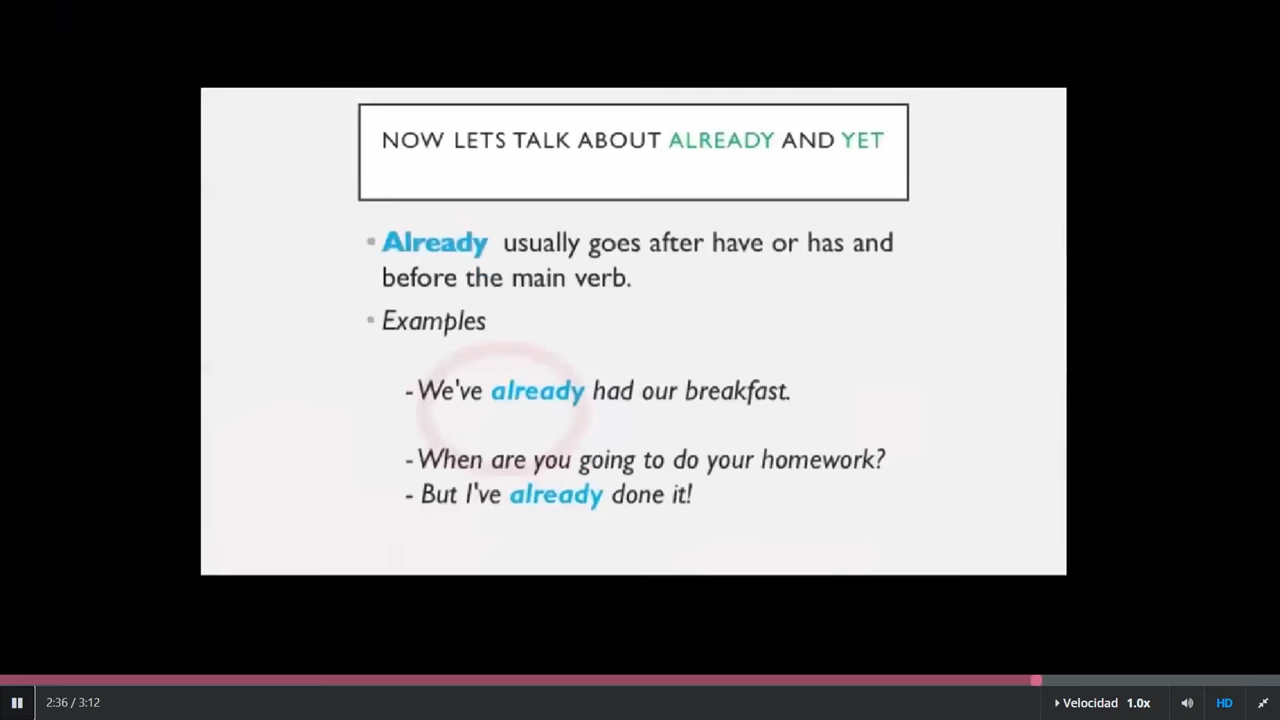 NOW LETS TALK ABOUT ALREADY AND YET
Already usually goes after have or has and
before the main verb.
Examples
- We've already had our breakfast.
- When are you going to do your homework?
- But I've already done it!
2:36 / 3:12
Velocidad 1.0x
HD